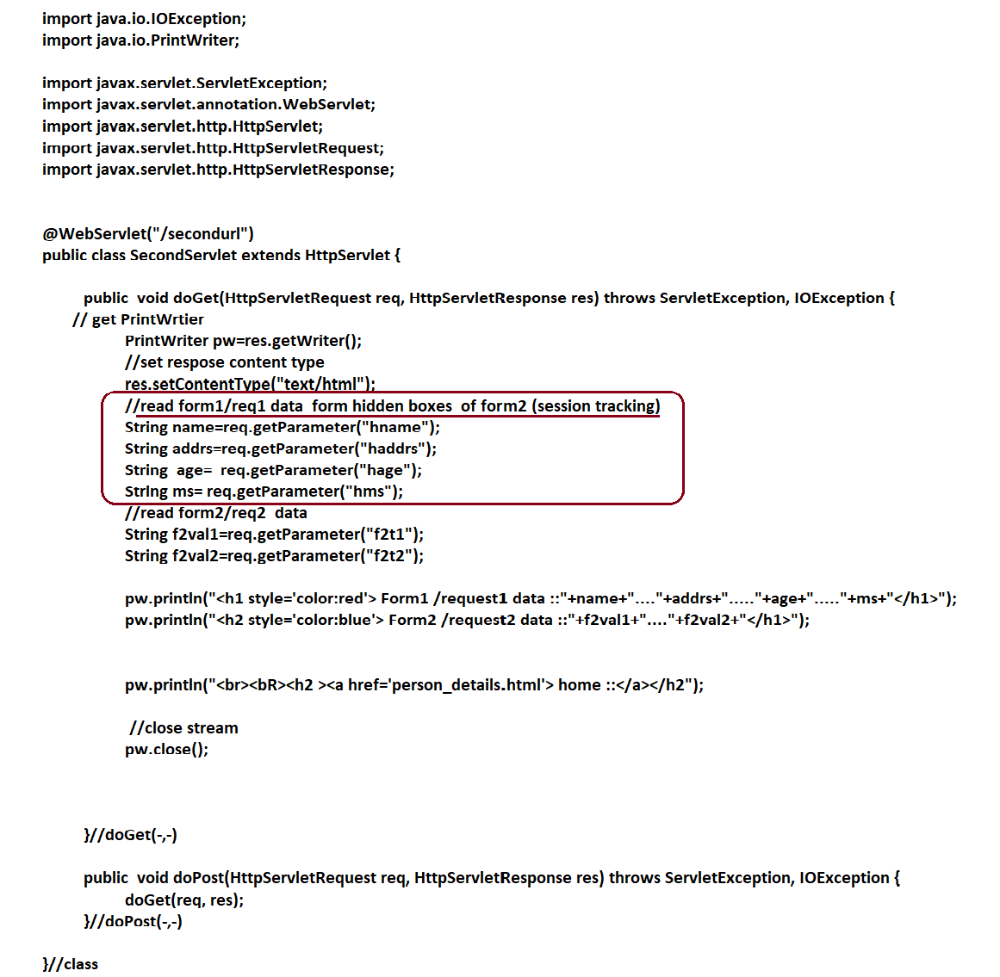 import java.io.IOException;
import java.io.PrintWriter;
import javax.servlet.ServletException;
import javax.servlet.annotation.WebServlet;
import javax.servlet.http.HttpServlet;
import javax.servlet.http.HttpServletRequest;
import javax.servlet.http.HttpServletResponse;
@WebServlet("/secondurl")
public class SecondServlet extends HttpServlet {
public  void doGet(HttpServletRequest req, HttpServletResponse res) throws ServletException, IOException {
// get PrintWrtier
PrintWriter pw=res.getWriter();
//set respose content type
res.setContentType("text/html");
//read form1/req1 data  form hidden boxes  of form2 (session tracking)
String name=req.getParameter("hname");
String addrs=req.getParameter("haddrs");
String  age=  req.getParameter("hage");
String ms= req.getParameter("hms");
//read form2/req2  data
String f2val1=req.getParameter("f2t1");
String f2val2=req.getParameter("f2t2");
pw.println("<h1 style='color:red'> Form1 /request1 data ::"+name+"...."+addrs+"....."+age+"....."+ms+"</h1>");
pw.println("<h2 style='color:blue'> Form2 /request2 data ::"+f2val1+"...."+f2val2+"</h1>");
pw.println("<br><bR><h2 ><a href='person_details.html'> home ::</a></h2");
//close stream
pw.close();
}//doGet(-,-)
public  void doPost(HttpServletRequest req, HttpServletResponse res) throws ServletException, IOException {
doGet(req, res);
}//doPost(-,-)
}//class